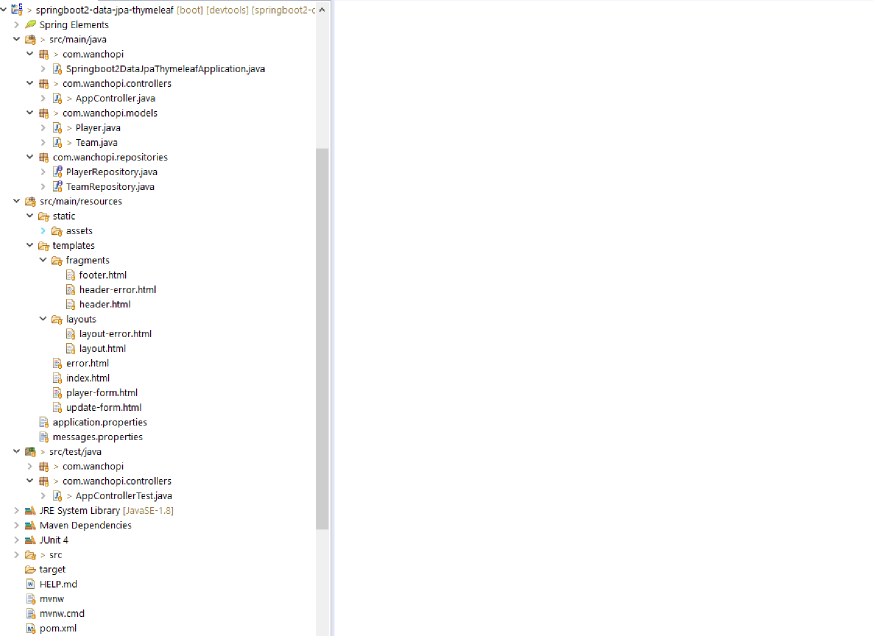 > springboot2-data-jpa-thymeleaf [boot] [devtools] [springboot2-c
Spring Elements
> src/main/java
> com.wanchopi
> Springboot2DataJpaThymeleafApplication.java
> com.wanchopi.controllers
> AppController.java
> com.wanchopi.models
> Player.java
> Team.java
com.wanchopi.repositories
PlayerRepository.java
TeamRepository.java
src/main/resources
static
assets
templates
fragments
footer.html
header-error.html
header.html
layouts
layout-error.html
layout.html
error.html
index.html
player-form.html
update-form.html
application.properties
messages.properties
> src/test/java
> com.wanchopi
> com.wanchopi.controllers
> AppControllerTest.java
JRE System Library [JavaSE-1.8]
Maven Dependencies
JUnit 4
> src
target
HELP.md
mvnw
mvnw.cmd
pom.xml